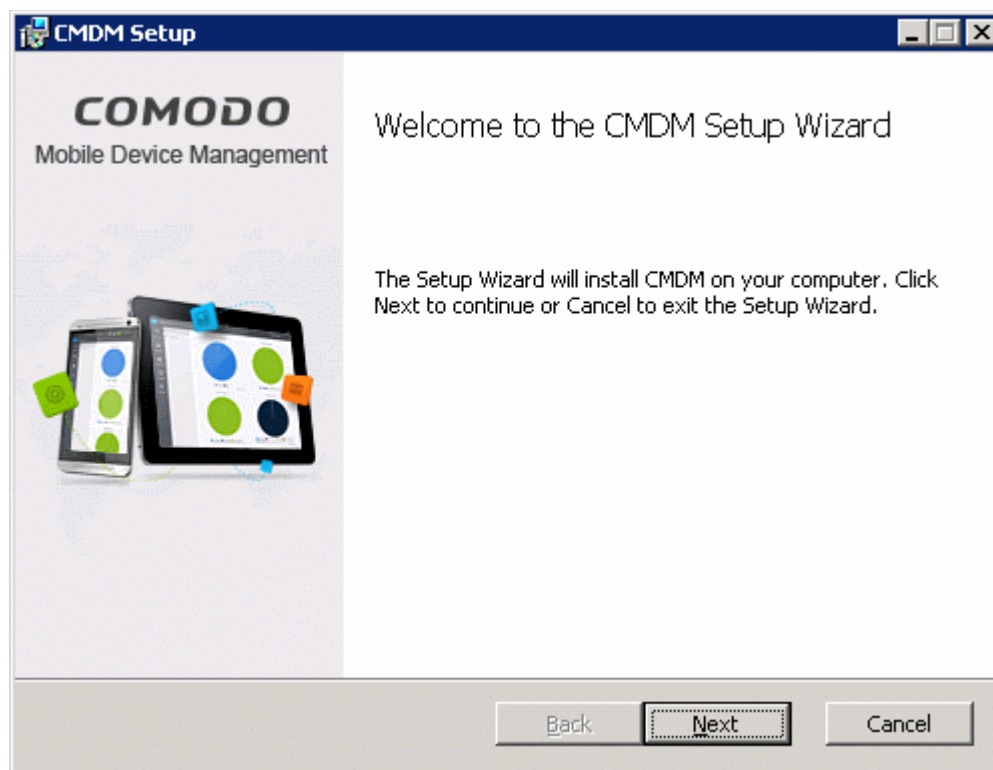 CMDM Setup
COMODO
Mobile Device Management
Welcome to the CMDM Setup Wizard
The Setup Wizard will install CMDM on your computer. Click
Next to continue or Cancel to exit the Setup Wizard.
Back
Next
Cancel